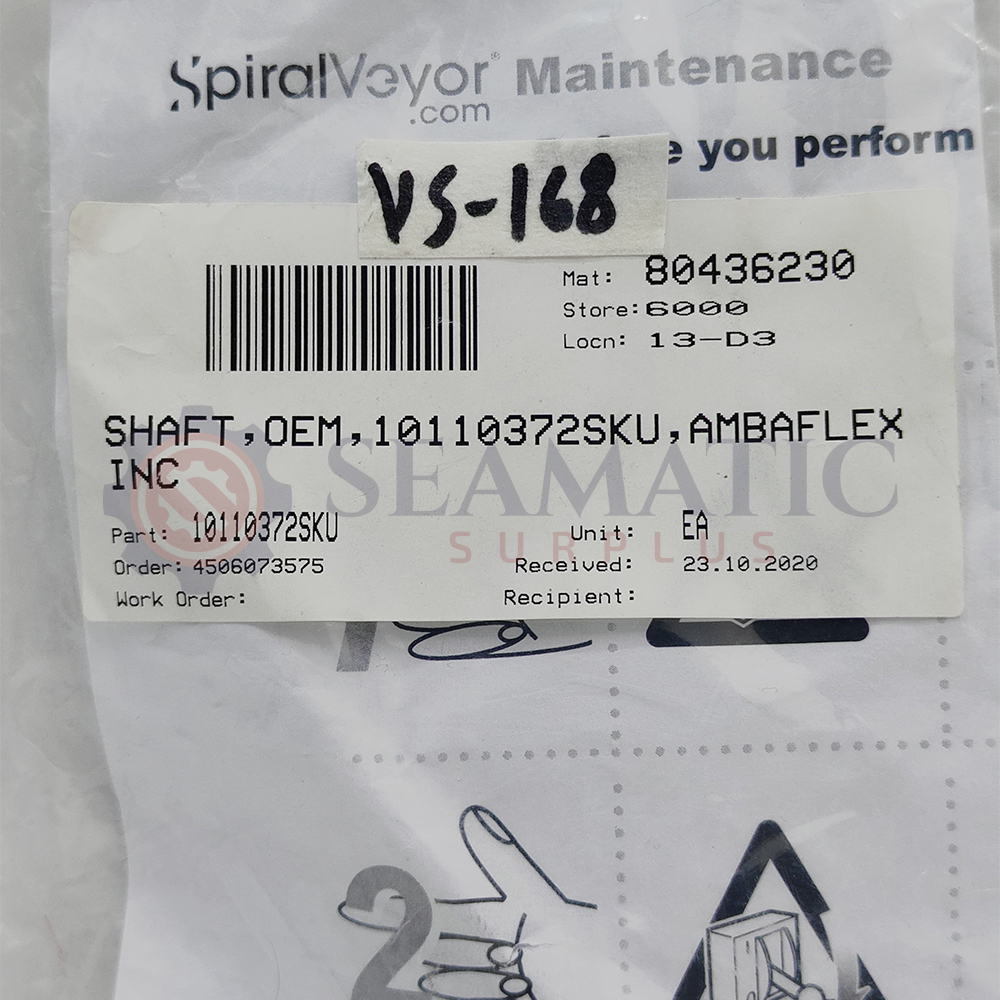 SpiralVeyor® Maintenance
.com
you perform
VS-168
Mat: 80436230
Store: 6000
Locn: 13-D3
SHAFT,OEM,10110372SKU,AMBAFLEX
INC
SEAMATIC
SURPLUS
Part: 10110372SKU Unit: EA
Order: 4506073575 Received: 23.10.2020
Work Order: Recipient:
2